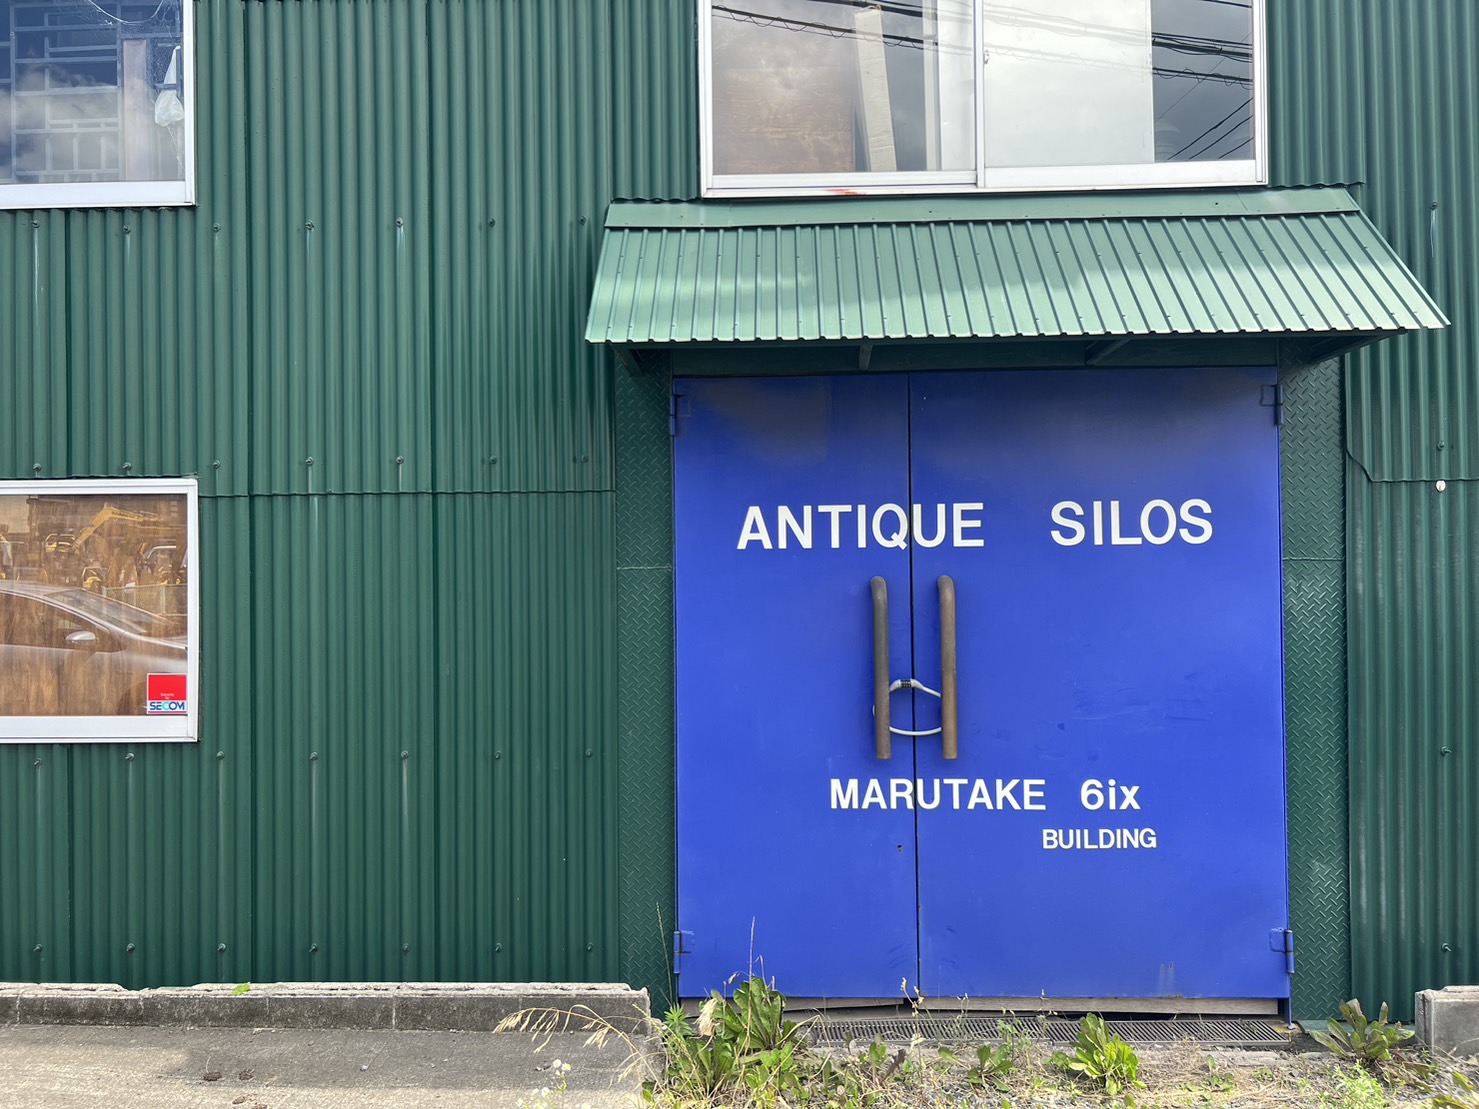 ANTIQUE SILOS
SECOM
MARUTAKE 6ix
BUILDING